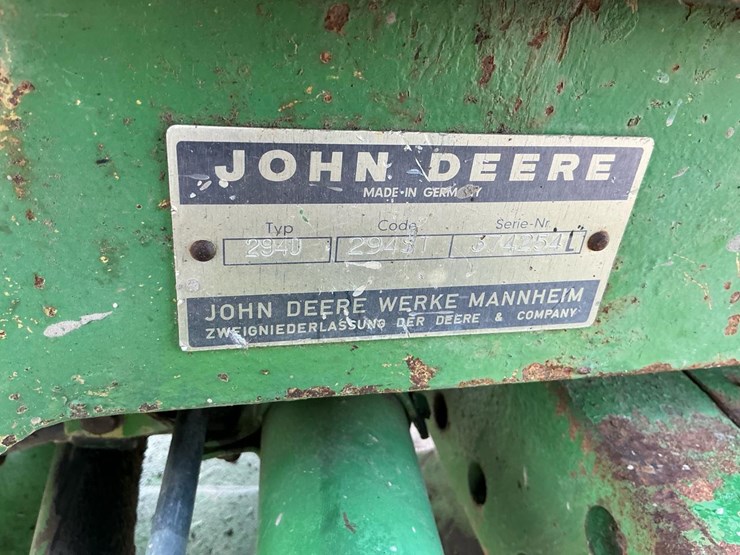 JOHN DEERE
MADE-IN GERMANY
Typ Code Serie-Nr.
2940 L
JOHN DEERE WERKE MANNHEIM
ZWEIGNIEDERLASSUNG DER DEERE & COMPANY